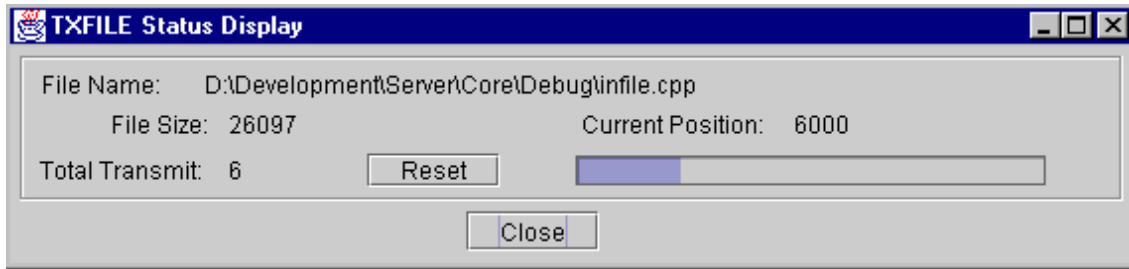 TXFILE Status Display
File Name: D:\Development\Server\Core\Debug\infile.cpp
File Size: 26097 Current Position: 6000
Total Transmit: 6 Reset
Close